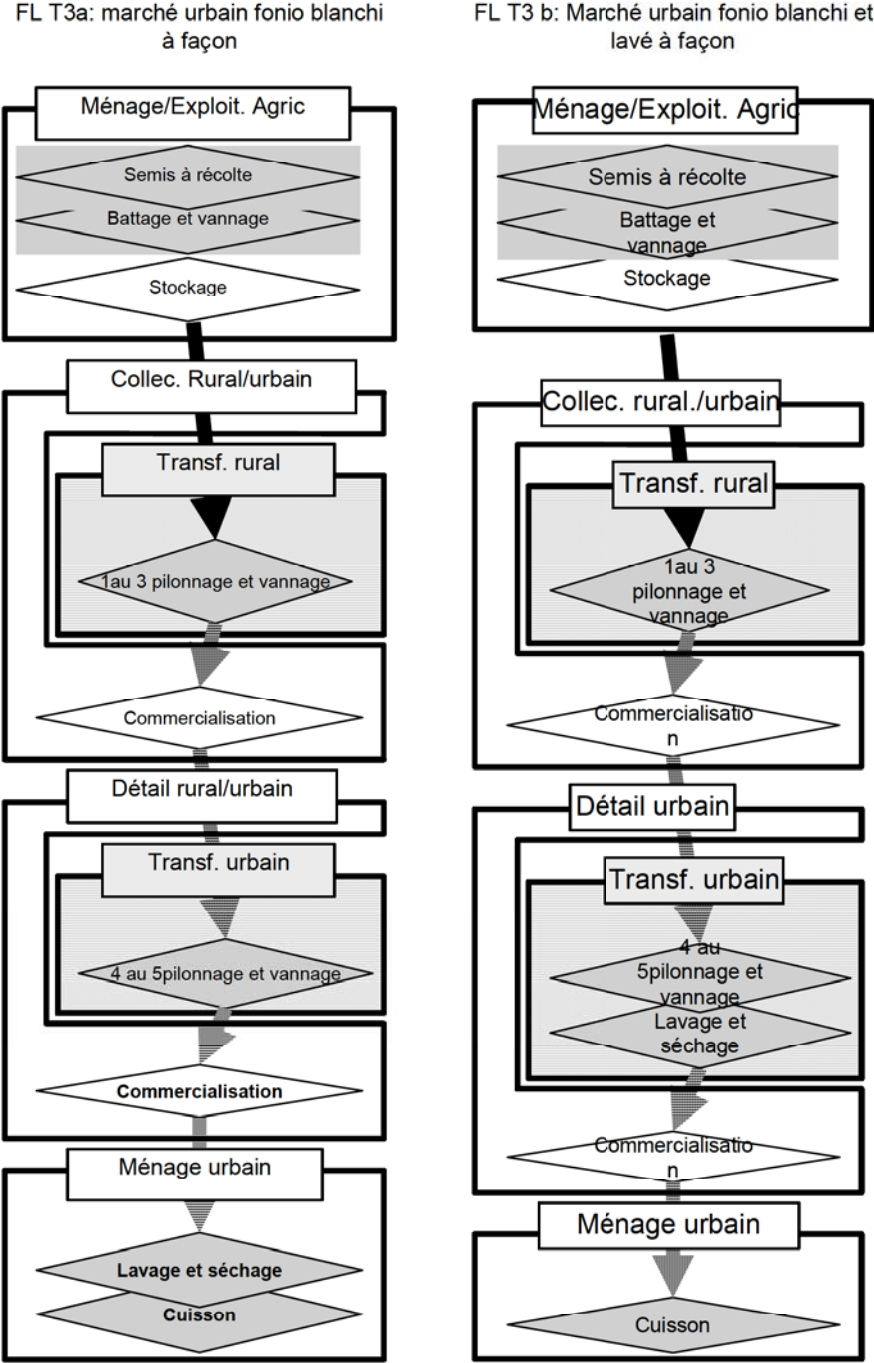 FL T3a: marché urbain fonio blanchi
à façon
Ménage/Exploit. Agric
Semis à récolte
Battage et vannage
Stockage
Collec. Rural/urbain
Transf. rural
1au 3 pilonnage et vannage
Commercialisation
Détail rural/urbain
Transf. urbain
4 au 5pilonnage et vannage
Commercialisation
Ménage urbain
Lavage et séchage
Cuisson
FL T3 b: Marché urbain fonio blanchi et
lavé à façon
Ménage/Exploit. Agric
Semis à récolte
Battage et
vannage
Stockage
Collec. rural./urbain
Transf. rural
1au 3
pilonnage et
vannage
Commercialisatio
n
Détail urbain
Transf. urbain
4 au
5pilonnage et
vannage
Lavage et
séchage
Commercialisatio
n
Ménage urbain
Cuisson